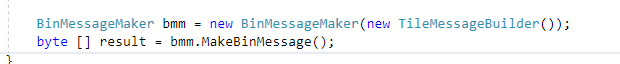 BinMessageMaker bmm = new BinMessageMaker(new TileMessageBuilder());
byte [] result = bmm.MakeBinMessage();
}